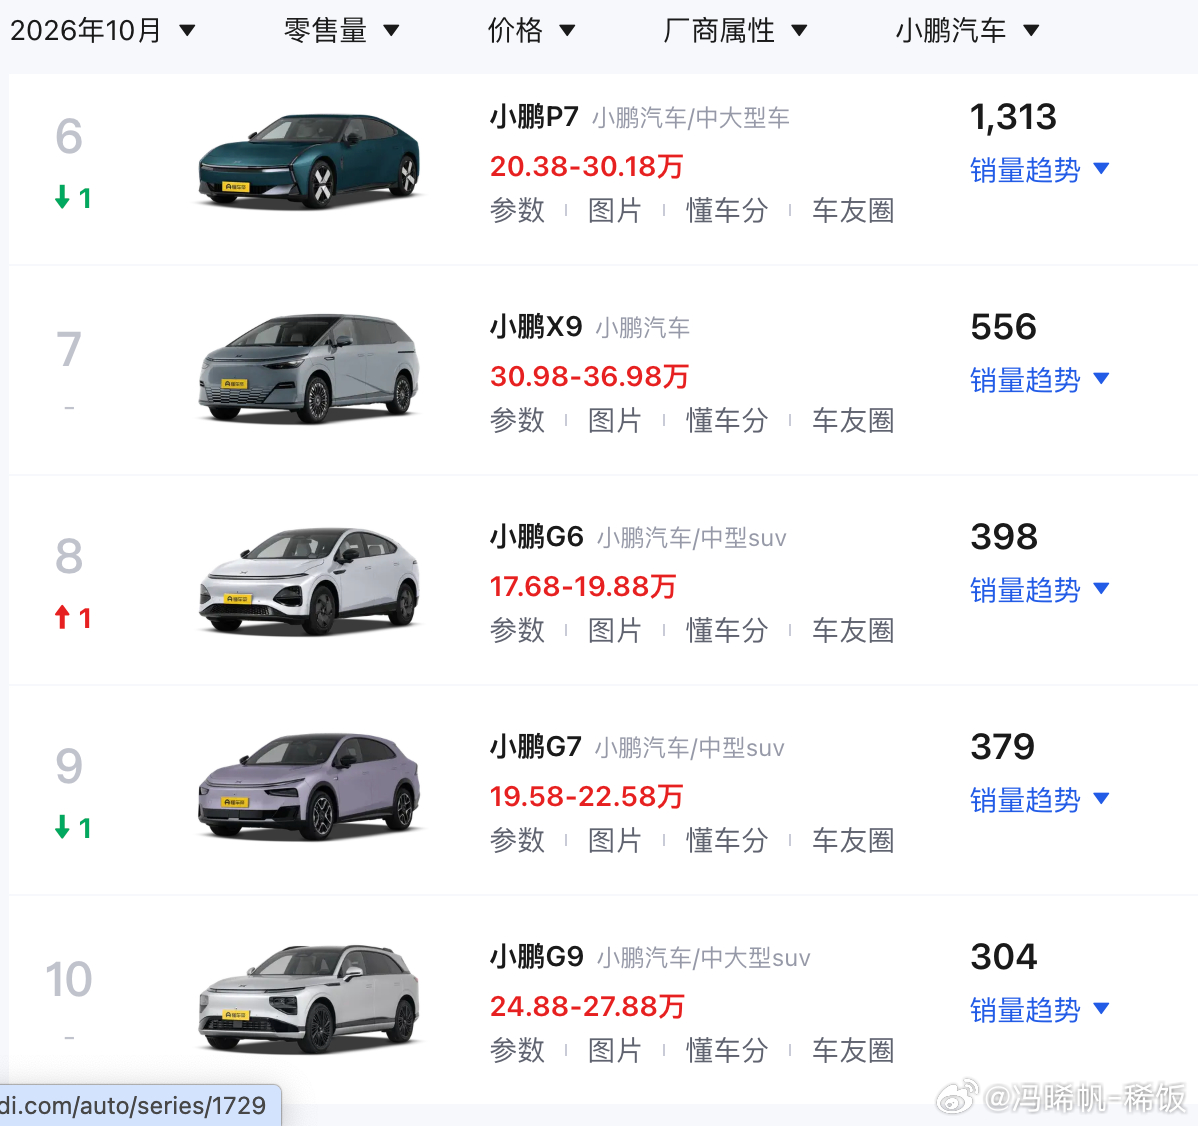 2026年10月 ▼ 零售量 ▼ 价格 ▼ 厂商属性 ▼ 小鹏汽车 ▼
6
↓1
小鹏P7 小鹏汽车/中大型车
20.38-30.18万
参数 图片 懂车分 车友圈
1,313
销量趋势 ▼
7
-
小鹏X9 小鹏汽车
30.98-36.98万
参数 图片 懂车分 车友圈
556
销量趋势 ▼
8
↑1
小鹏G6 小鹏汽车/中型suv
17.68-19.88万
参数 图片 懂车分 车友圈
398
销量趋势 ▼
9
↓1
小鹏G7 小鹏汽车/中型suv
19.58-22.58万
参数 图片 懂车分 车友圈
379
销量趋势 ▼
10
-
小鹏G9 小鹏汽车/中大型suv
24.88-27.88万
参数 图片 懂车分 车友圈
304
销量趋势 ▼
di.com/auto/series/1729
@冯晞帆-稀饭